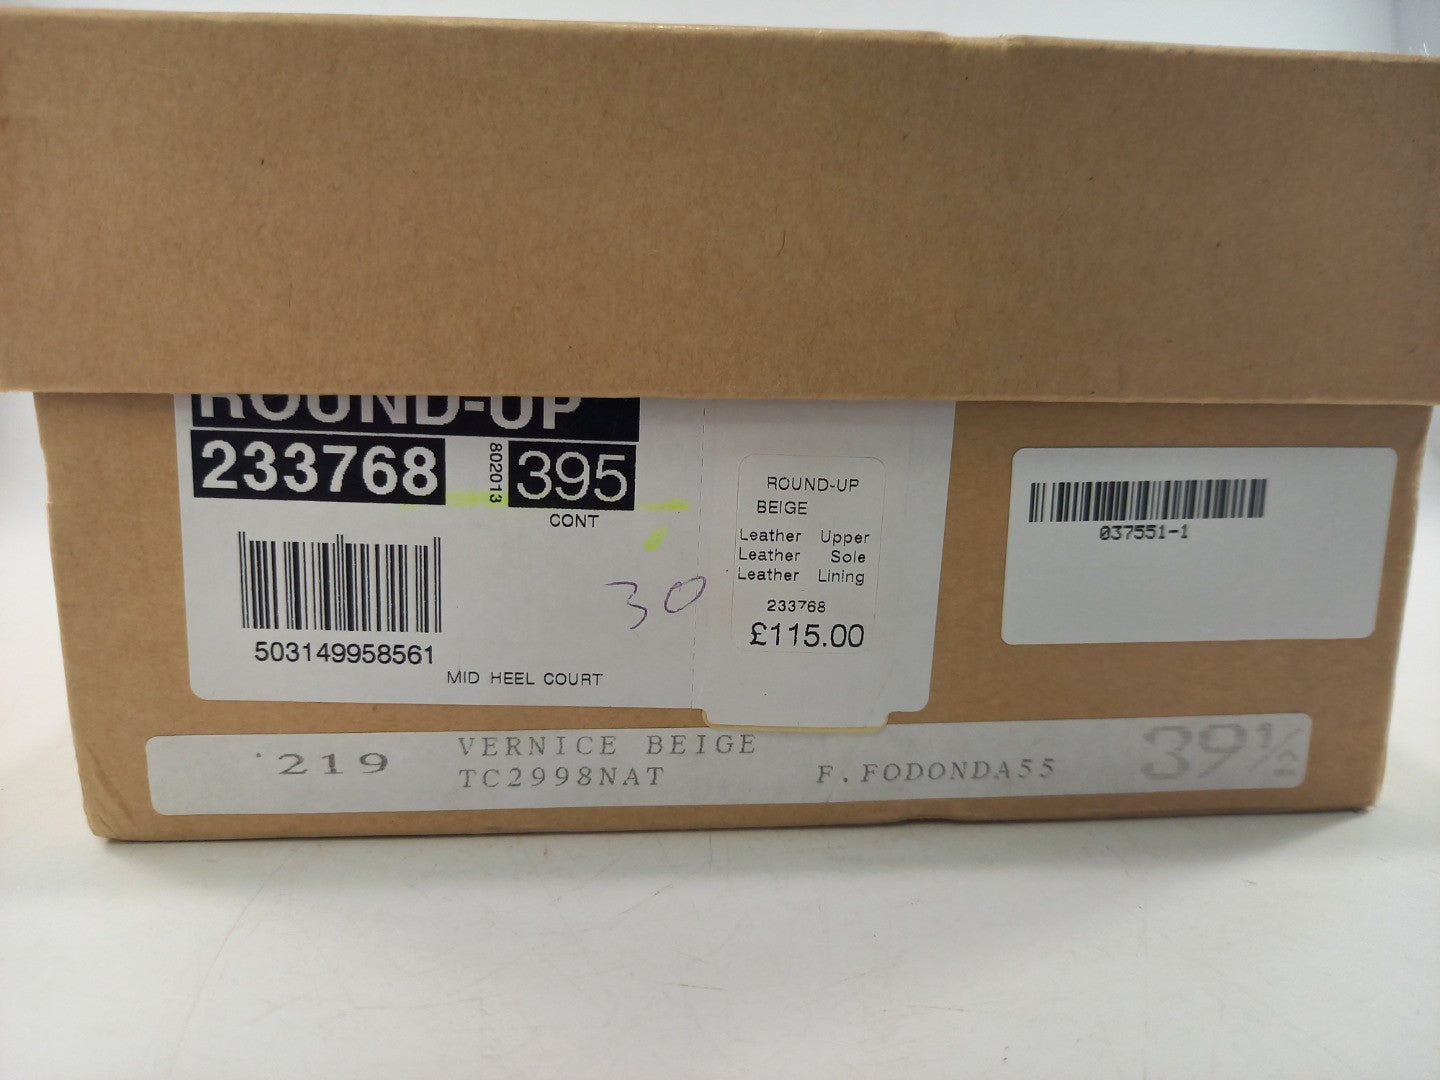 ROUND-UP
233768
802013
395
CONT
503149958561
MID HEEL COURT
30
ROUND-UP
BEIGE
Leather Upper
Leather Sole
Leather Lining
233768
£115.00
037551-1
219
VERNICE BEIGE
TC2998NAT
F.FODONDA55
39½